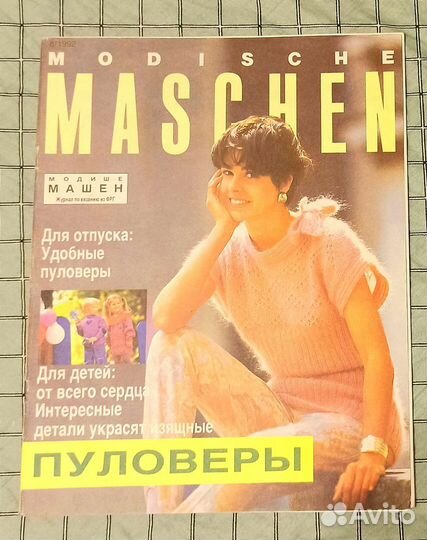 6/1992
MODISCHE
MASCHEN
МОДИШЕ
МАШЕН
Журнал по вязанию из ФРГ
Для отпуска:
Удобные
пуловеры
Для детей:
от всего сердца
Интересные
детали украсят изящные
ПУЛОВЕРЫ
Avito